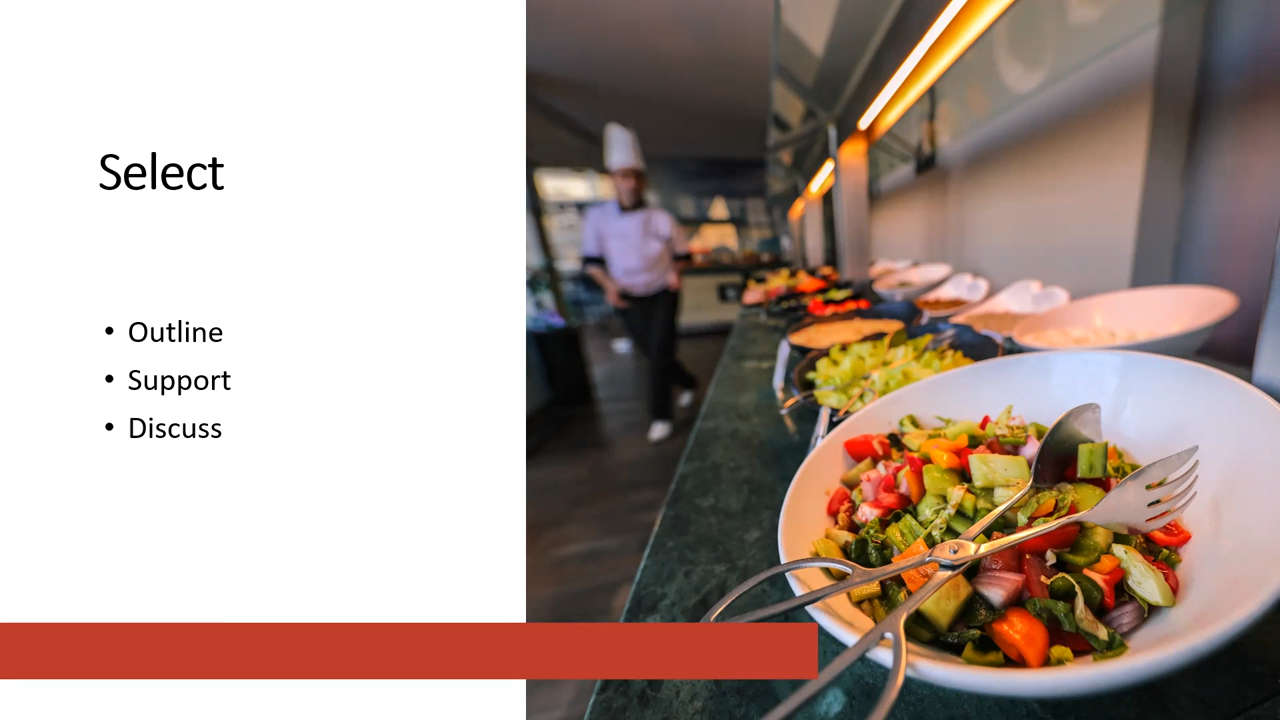 Select
• Outline
• Support
• Discuss